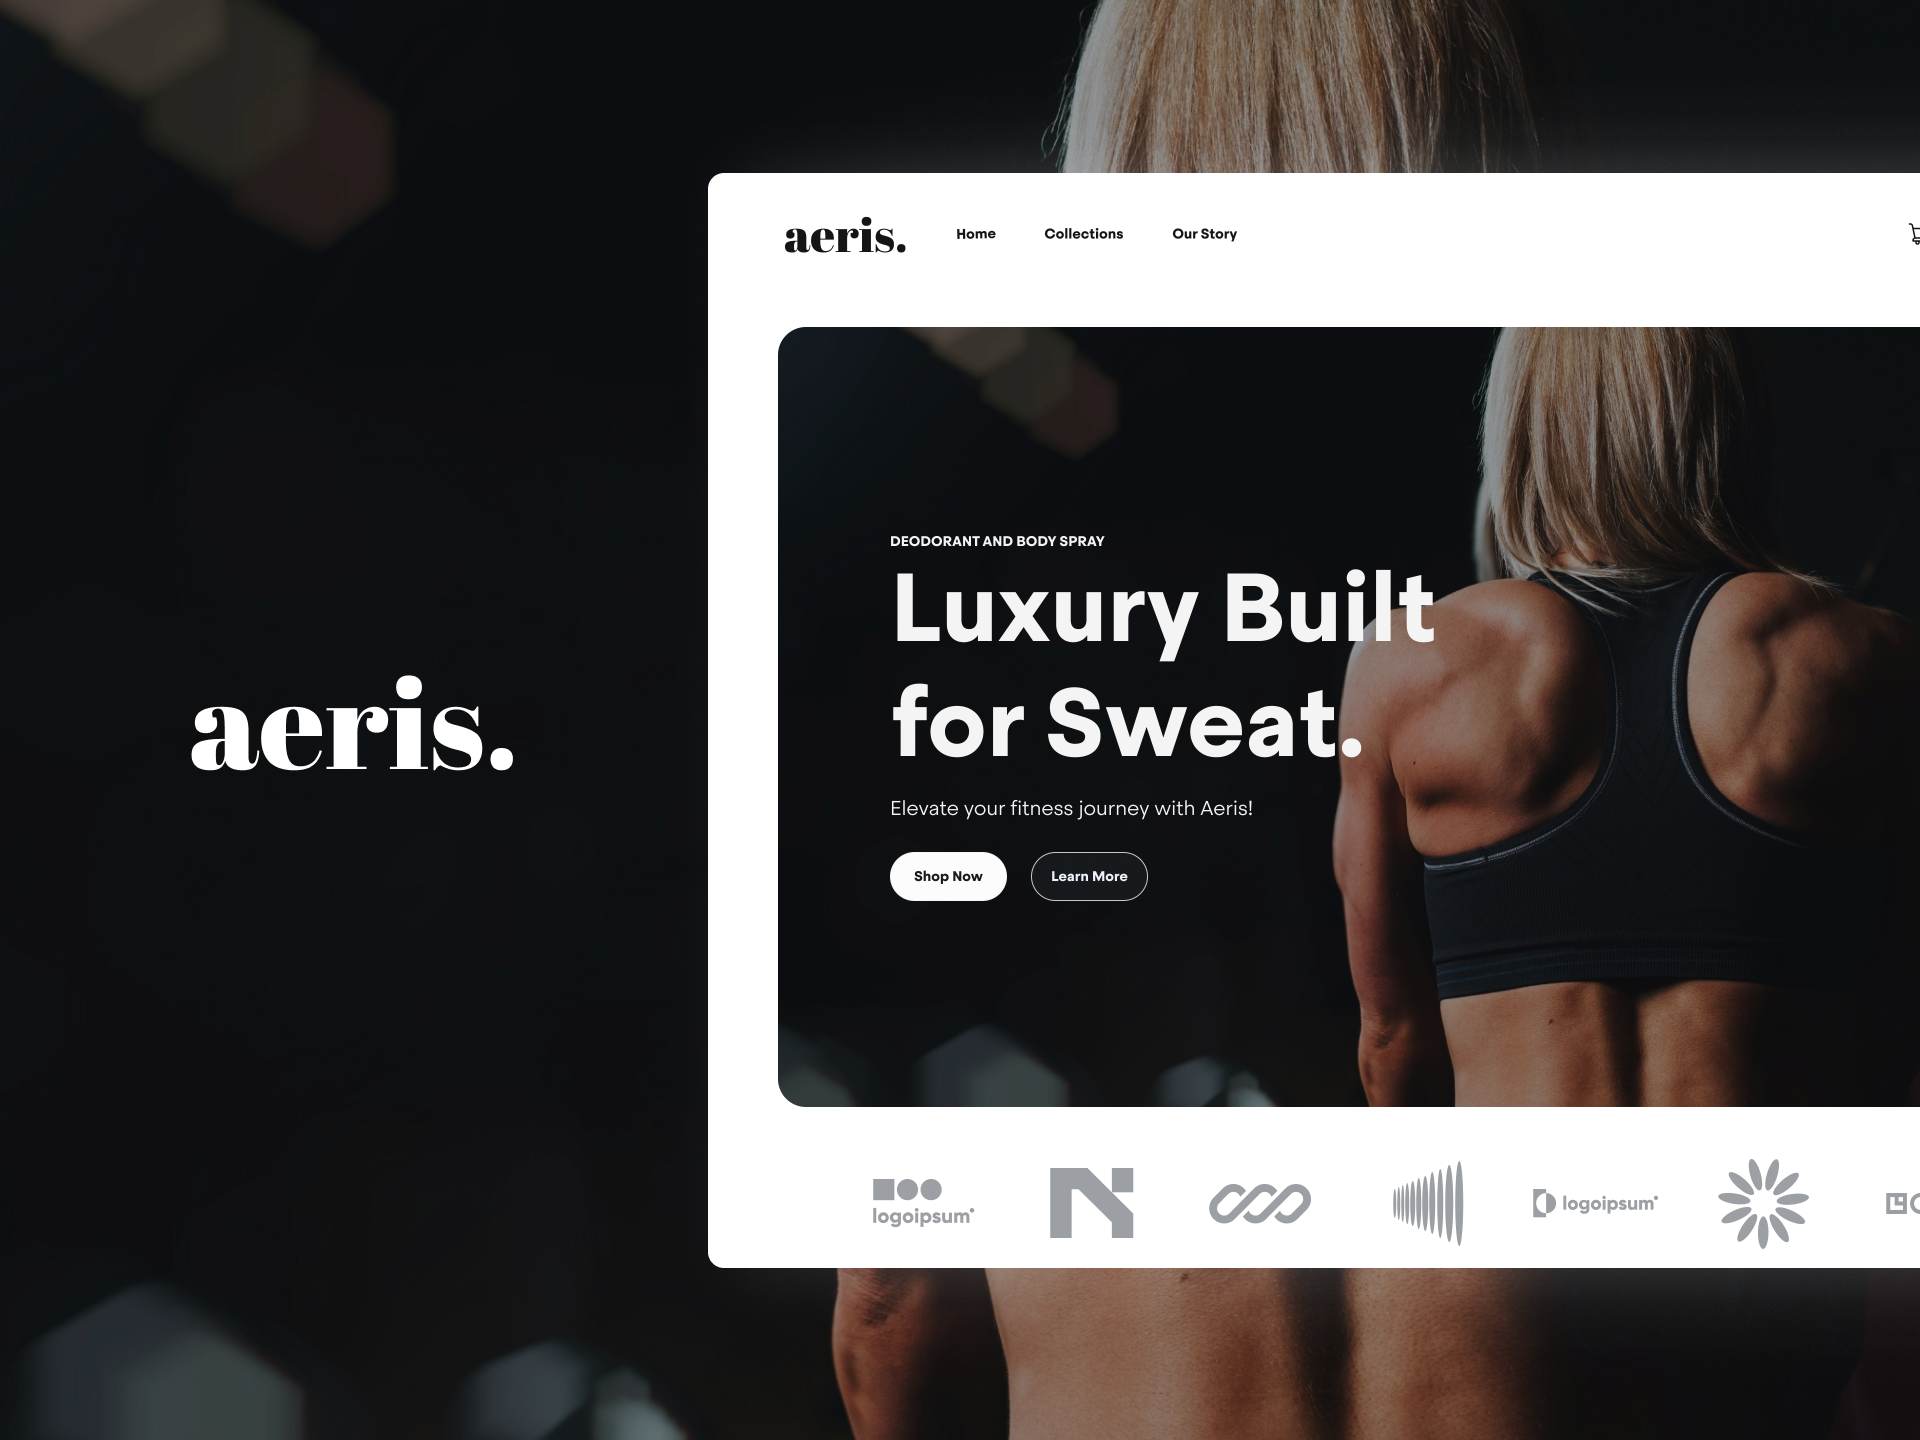 aeris.
aeris.
Home
Collections
Our Story
DEODORANT AND BODY SPRAY
Luxury Built
for Sweat.
Elevate your fitness journey with Aeris!
Shop Now
Learn More
logoipsum
logoipsum